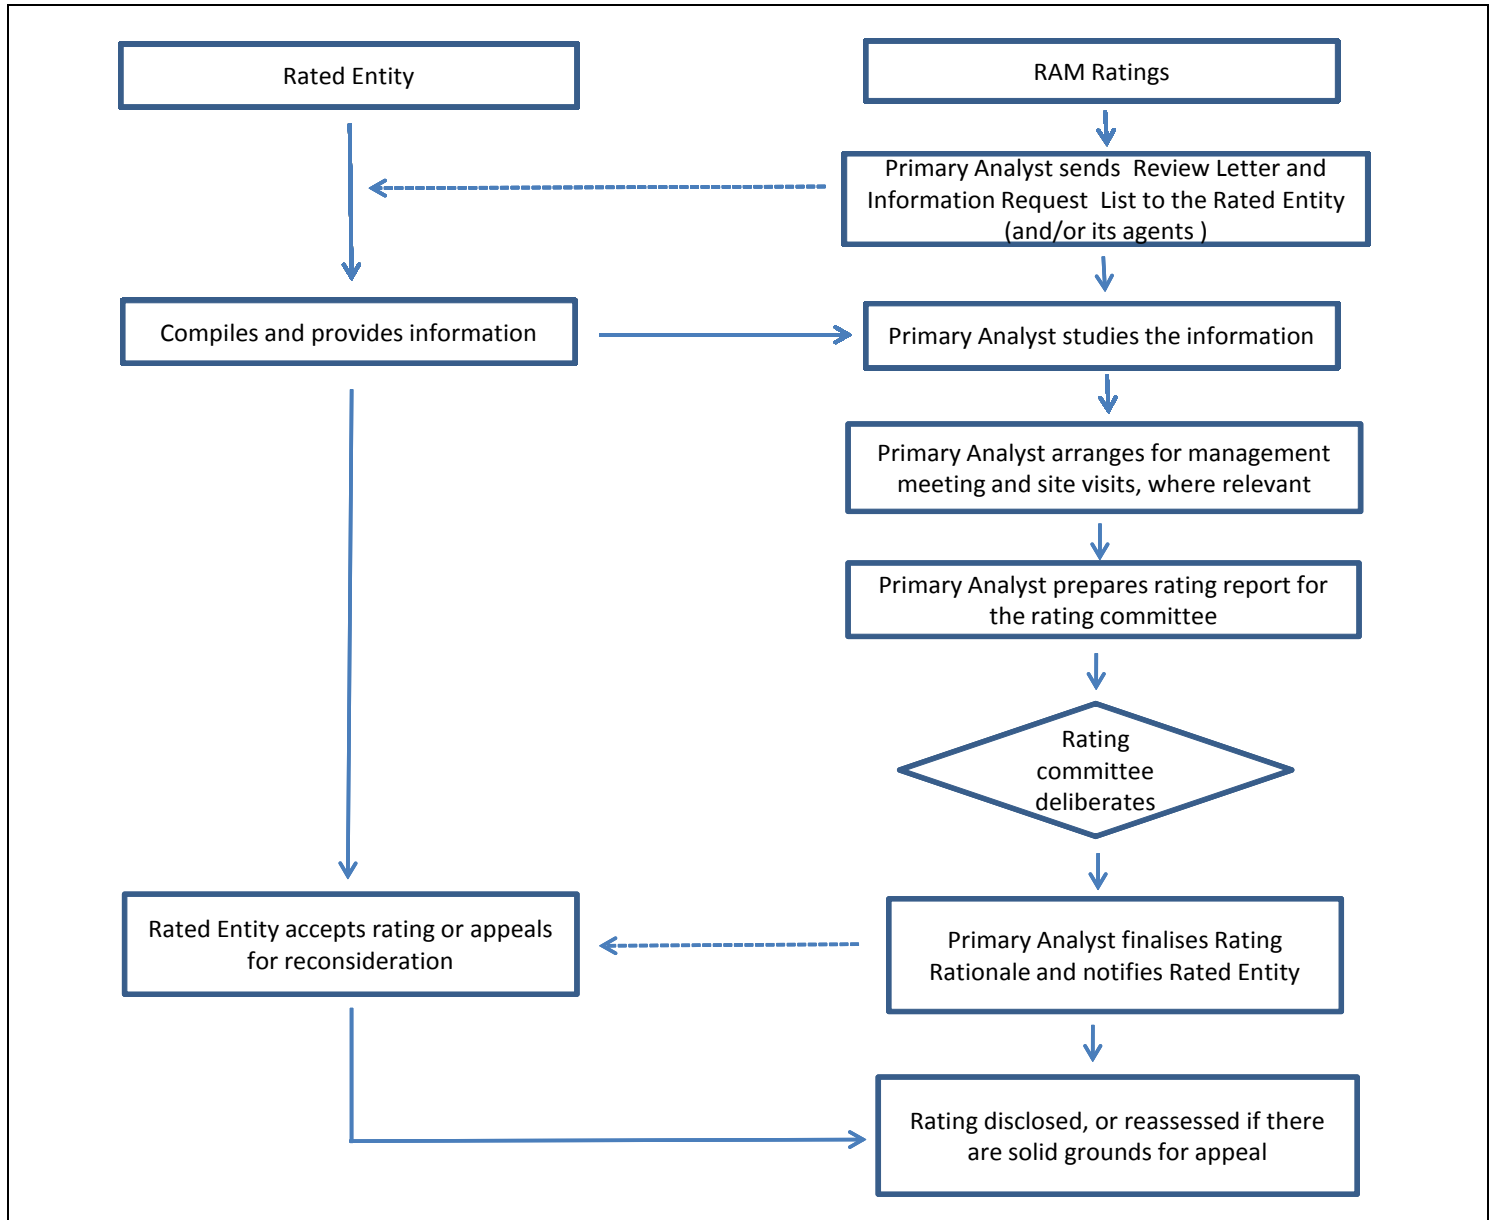 Rated Entity
RAM Ratings
Primary Analyst sends Review Letter and
Information Request List to the Rated Entity
(and/or its agents )
Compiles and provides information
Primary Analyst studies the information
Primary Analyst arranges for management
meeting and site visits, where relevant
Primary Analyst prepares rating report for
the rating committee
Rating
committee
deliberates
Rated Entity accepts rating or appeals
for reconsideration
Primary Analyst finalises Rating
Rationale and notifies Rated Entity
Rating disclosed, or reassessed if there
are solid grounds for appeal